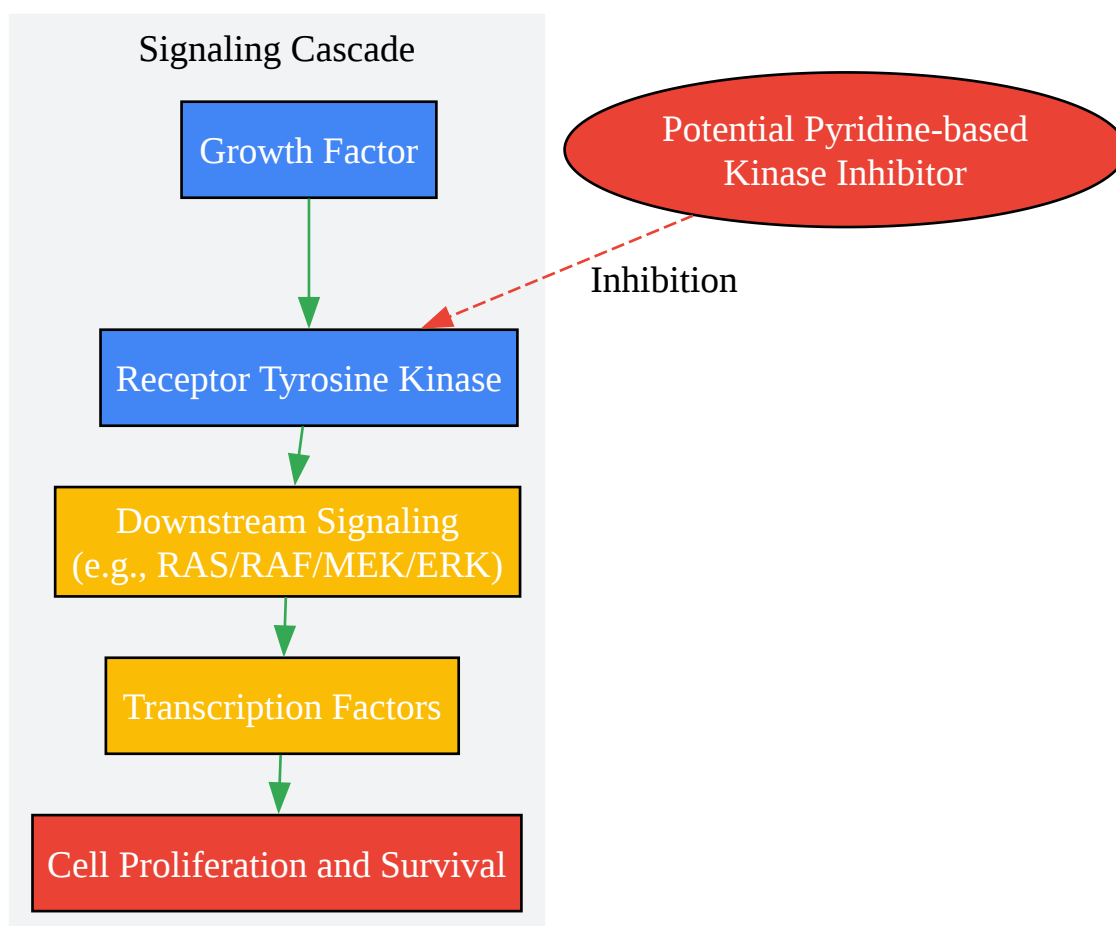 Signaling Cascade
Growth Factor
Potential Pyridine-based
Kinase Inhibitor
Inhibition
Receptor Tyrosine Kinase
Downstream Signaling
(e.g., RAS/RAF/MEK/ERK)
Transcription Factors
Cell Proliferation and Survival